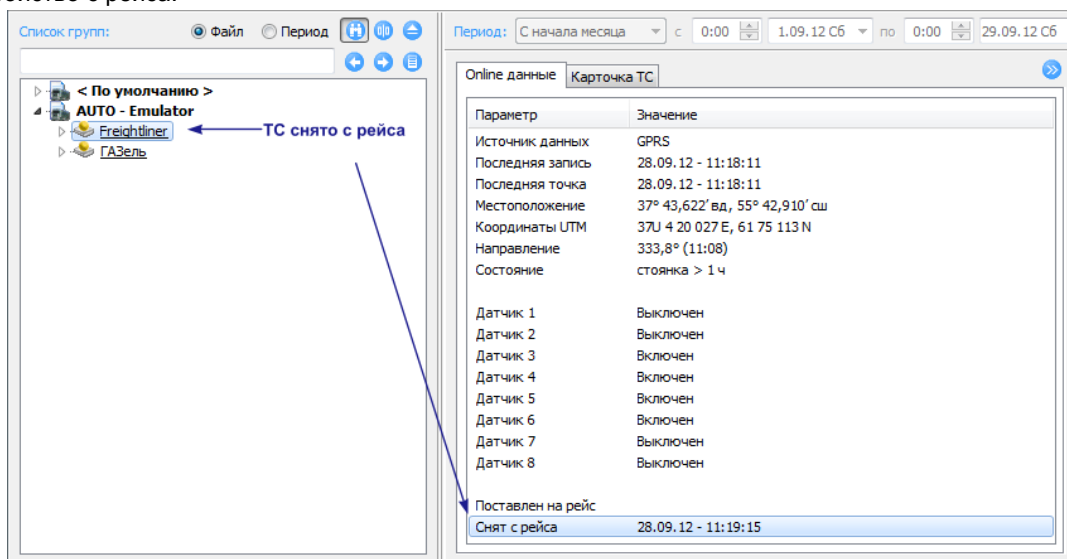 Список групп: Файл Период
< По умолчанию >
AUTO - Emulator
Freightliner
ГАЗель
ТС снято с рейса
Период: С начала месяца с 0:00 1.09.12 Сб по 0:00 29.09.12 Сб
Online данные Карточка ТС
Параметр Значение
Источник данных GPRS
Последняя запись 28.09.12 - 11:18:11
Последняя точка 28.09.12 - 11:18:11
Местоположение 37° 43,622′ вд, 55° 42,910′ сш
Координаты UTM 37U 4 20 027 E, 61 75 113 N
Направление 333,8° (11:08)
Состояние стоянка > 1 ч
Датчик 1 Выключен
Датчик 2 Выключен
Датчик 3 Включен
Датчик 4 Включен
Датчик 5 Включен
Датчик 6 Включен
Датчик 7 Выключен
Датчик 8 Выключен
Поставлен на рейс
Снят с рейса 28.09.12 - 11:19:15